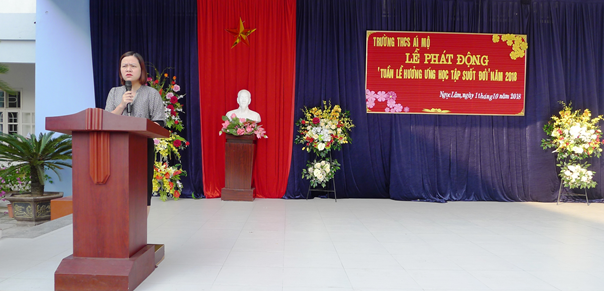 TRƯỜNG THCS ÁI MỘ
LỄ PHÁT ĐỘNG
'TUẦN LỄ HƯỞNG ỨNG HỌC TẬP SUỐT ĐỜI' NĂM 2018
Ngọc Lâm, ngày 1 tháng 10 năm 2018